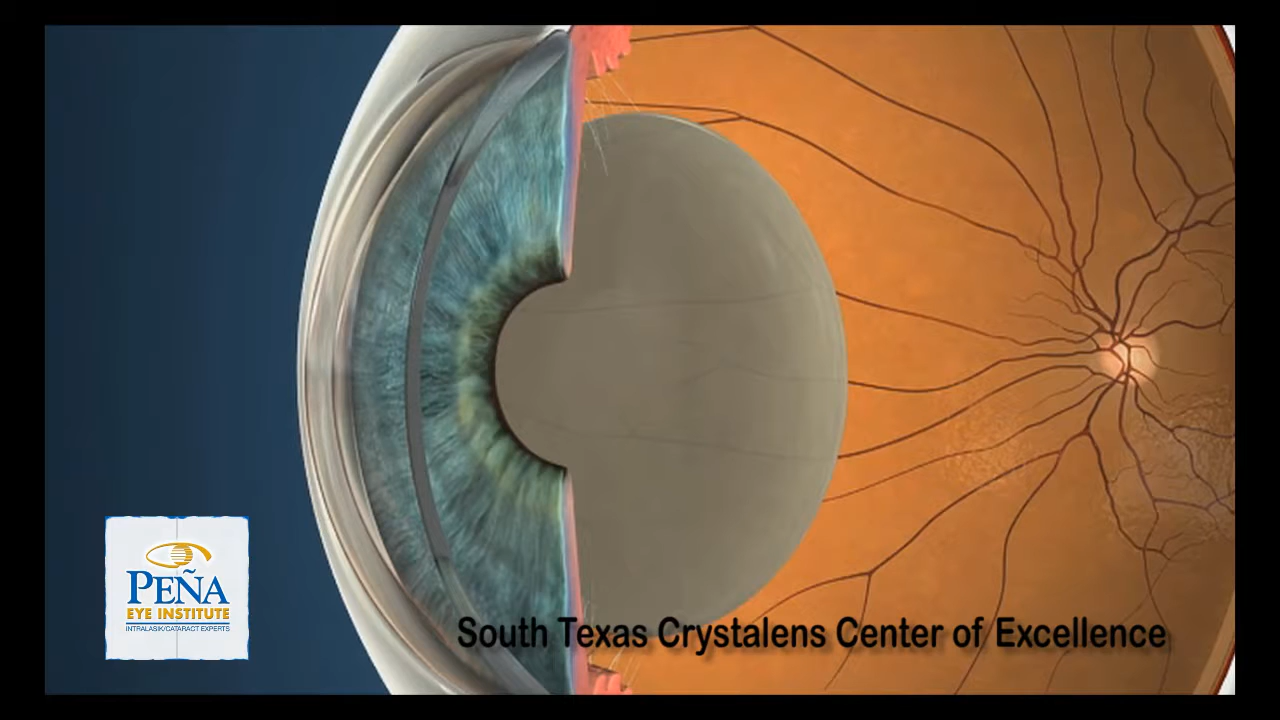 PEÑA
EYE INSTITUTE
INTRALASIK/CATARACT EXPERTS
South Texas Crystalens Center of Excellence